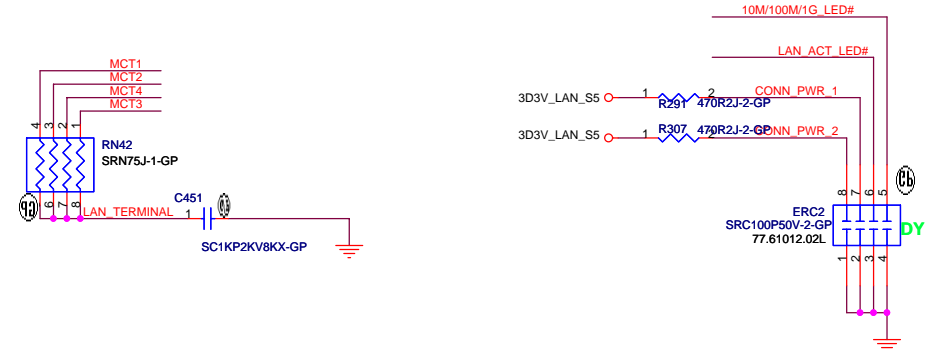 10M/100M/1G_LED#
LAN_ACT_LED#
MCT1
MCT2
MCT4
MCT3
3D3V_LAN_S5
1
2
CONN_PWR_1
R291
470R2J-2-GP
3D3V_LAN_S5
1
2
CONN_PWR_2
R307
470R2J-2-GP
4
3
2
1
RN42
SRN75J-1-GP
6
7
8
LAN_TERMINAL
C451
1
SC1KP2KV8KX-GP
8
7
6
5
ERC2
SRC100P50V-2-GP
77.61012.02L
DY
1
2
3
4